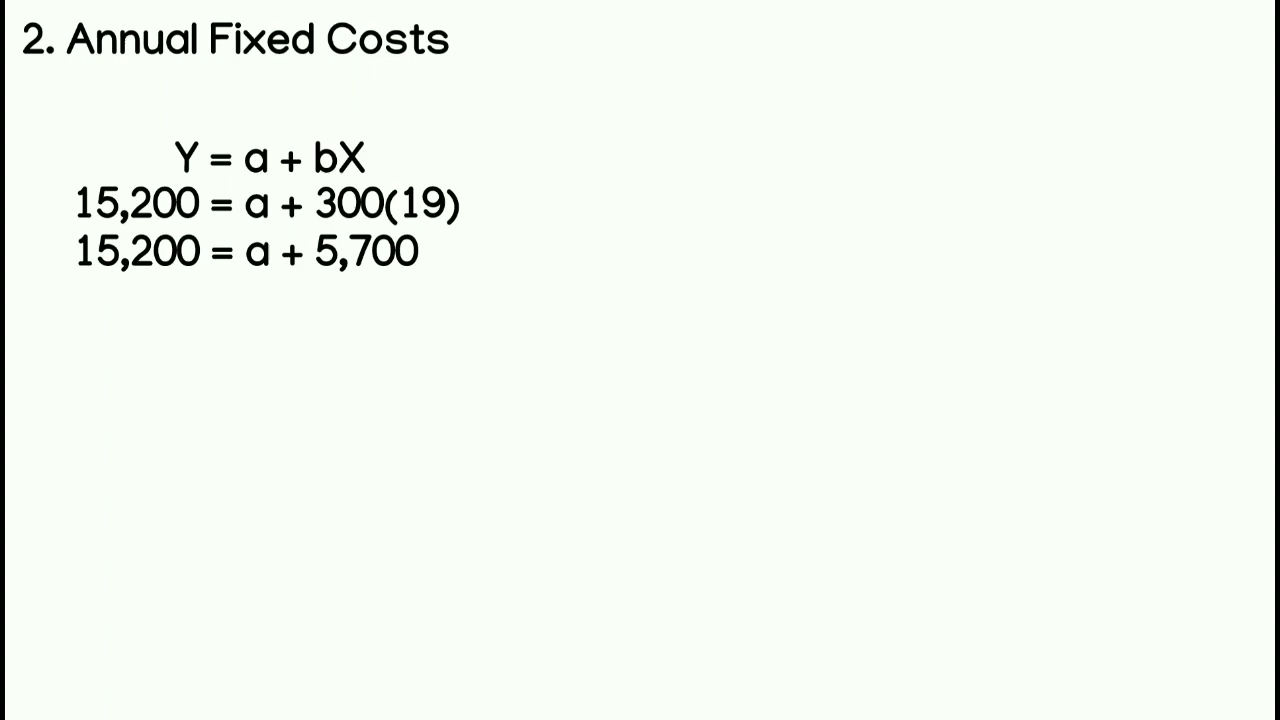 2. Annual Fixed Costs
Y = a + bX
15,200 = a + 300(19)
15,200 = a + 5,700